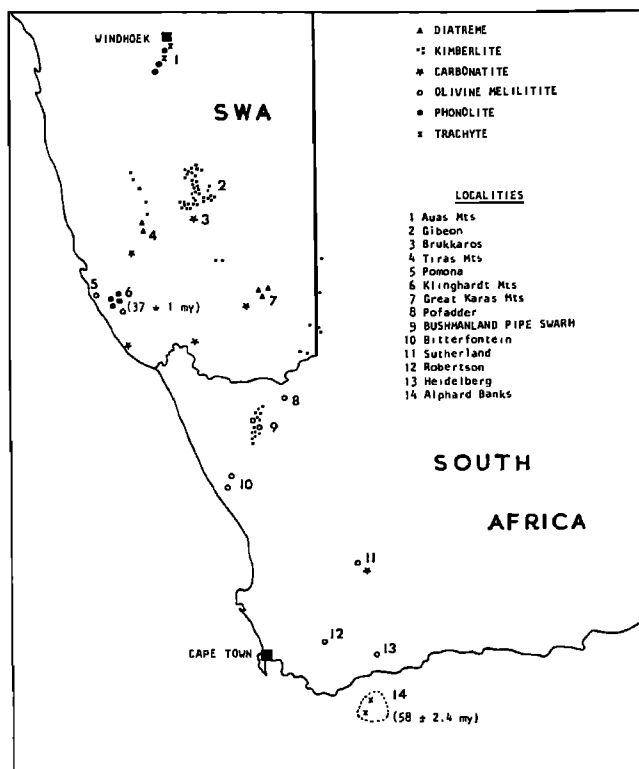 WINDHOEK
1
SWA
2
3
4
5
6
(37 ± 1 my)
7
8
9
10
SOUTH
AFRICA
11
12
13
CAPE TOWN
14
(58 ± 2.4 my)
DIATREME
KIMBERLITE
CARBONATITE
OLIVINE MELILITITE
PHONOLITE
TRACHYTE
LOCALITIES
1 Auas Mts
2 Gibeon
3 Brukkaros
4 Tiras Mts
5 Pomona
6 Klinghardt Mts
7 Great Karas Mts
8 Pofadder
9 BUSHMANLAND PIPE SWARM
10 Bitterfontein
11 Sutherland
12 Robertson
13 Heidelberg
14 Alphard Banks